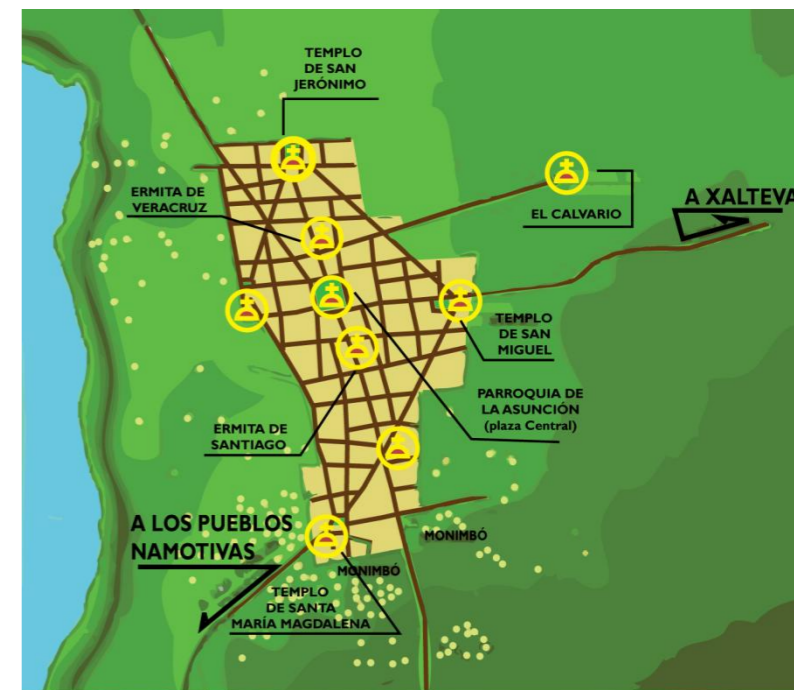 TEMPLO
DE SAN
JERÓNIMO
ERMITA DE
VERACRUZ
EL CALVARIO
A XALTEVA
TEMPLO
DE SAN
MIGUEL
PARROQUIA DE
LA ASUNCIÓN
(plaza Central)
ERMITA DE
SANTIAGO
A LOS PUEBLOS
NAMOTIVAS
MONIMBÓ
MONIMBÓ
TEMPLO
DE SANTA
MARÍA MAGDALENA